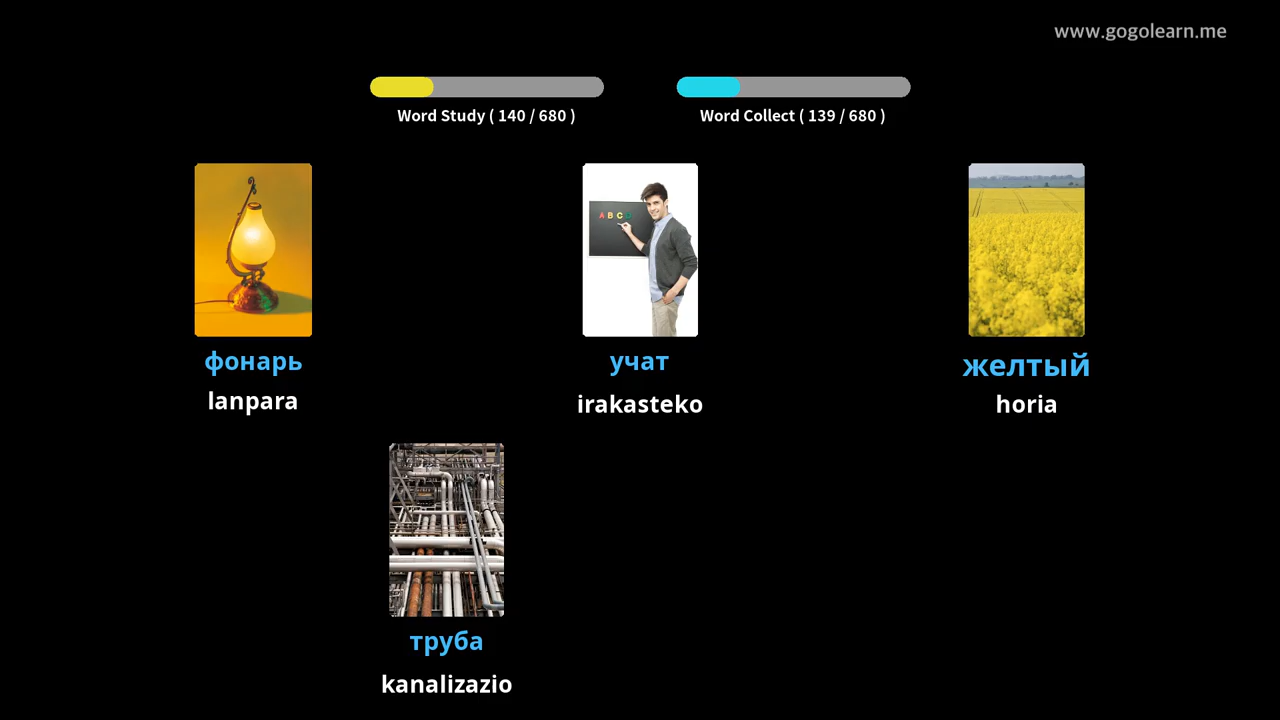 www.gogolearn.me
Word Study ( 140 / 680 )
Word Collect ( 139 / 680 )
A B C D
фонарь
учат
желтый
lanpara
irakasteko
horia
труба
kanalizazio